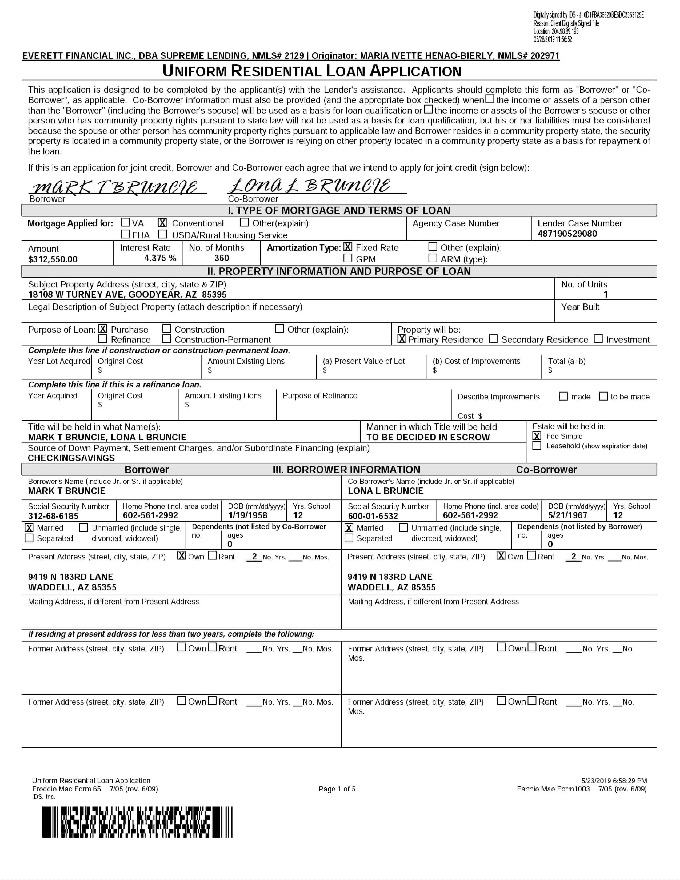 EVERETT FINANCIAL INC., DBA SUPREME LENDING, NMLS# 2129 | Originator: MARIA IVETTE HENAO-BIERLY, NMLS# 202971
UNIFORM RESIDENTIAL LOAN APPLICATION
This application is designed to be completed by the applicant(s) with the Lender's assistance. Applicants should complete this form as "Borrower" or "Co-
Borrower", as applicable. Co-Borrower information must also be provided (and the appropriate box checked) when the income or assets of a person other
than the "Borrower" (including the Borrower's spouse) will be used as a basis for loan qualification or the income or assets of the Borrower's spouse or other
person who has community property rights pursuant to state law will not be used as a basis for loan qualification, but his or her liabilities must be considered
because the spouse or other person has community property rights pursuant to applicable law and Borrower resides in a community property state, the security
property is located in a community property state, or the Borrower is relying on other property located in a community property state as a basis for repayment of
the loan.
If this is an application for joint credit, Borrower and Co-Borrower each agree that we intend to apply for joint credit (sign below):
MARK T BRUNCIE LONA L BRUNCIE
Borrower Co-Borrower
I. TYPE OF MORTGAGE AND TERMS OF LOAN
Mortgage Applied for: VA X Conventional Other(explain) Agency Case Number Lender Case Number
FHA USDA/Rural Housing Service 487190529080
Amount Interest Rate No. of Months Amortization Type: X Fixed Rate Other (explain):
$312,550.00 4.375 % 360 GPM ARM (type):
II. PROPERTY INFORMATION AND PURPOSE OF LOAN
Subject Property Address (street, city, state & ZIP) No. of Units
18108 W TURNEY AVE, GOODYEAR, AZ 85395 1
Legal Description of Subject Property (attach description if necessary) Year Built
Purpose of Loan: X Purchase Construction Other (explain): Property will be:
Refinance Construction-Permanent X Primary Residence Secondary Residence Investment
Complete this line if construction or construction-permanent loan.
Year Lot Acquired Original Cost Amount Existing Liens (a) Present Value of Lot (b) Cost of Improvements Total (a+b)
$ $ $ $ $
Complete this line if this is a refinance loan.
Year Acquired Original Cost Amount Existing Liens Purpose of Refinance Describe Improvements made to be made
$ $ Cost: $
Title will be held in what Name(s): Manner in which Title will be held Estate will be held in:
MARK T BRUNCIE, LONA L BRUNCIE TO BE DECIDED IN ESCROW X Fee Simple
Source of Down Payment, Settlement Charges, and/or Subordinate Financing (explain) Leasehold (show expiration date)
CHECKINGSAVINGS
Borrower III. BORROWER INFORMATION Co-Borrower
Borrower's Name (include Jr. or Sr. if applicable) Co-Borrower's Name (include Jr. or Sr. if applicable)
MARK T BRUNCIE LONA L BRUNCIE
Social Security Number Home Phone (incl. area code) DOB (mm/dd/yyyy) Yrs. School Social Security Number Home Phone (incl. area code) DOB (mm/dd/yyyy) Yrs. School
312-68-6185 602-561-2992 1/19/1958 12 600-01-6532 602-561-2992 5/21/1967 12
X Married Unmarried (include single, Dependents (not listed by Co-Borrower X Married Unmarried (include single, Dependents (not listed by Borrower)
Separated divorced, widowed) no. ages Separated divorced, widowed) no. ages
0 0
Present Address (street, city, state, ZIP) X Own Rent 2 No. Yrs. No. Mos. Present Address (street, city, state, ZIP) X Own Rent 2 No. Yrs. No. Mos.
9419 N 183RD LANE 9419 N 183RD LANE
WADDELL, AZ 85355 WADDELL, AZ 85355
Mailing Address, if different from Present Address Mailing Address, if different from Present Address
If residing at present address for less than two years, complete the following:
Former Address (street, city, state, ZIP) Own Rent No. Yrs. No. Mos. Former Address (street, city, state, ZIP) Own Rent No. Yrs. No.
Mos.
Former Address (street, city, state, ZIP) Own Rent No. Yrs. No. Mos. Former Address (street, city, state, ZIP) Own Rent No. Yrs. No.
Mos.
Uniform Residential Loan Application 5/23/2019 6:58:29 PM
Freddie Mac Form 65 7/05 (rev. 6/09) Page 1 of 5 Fannie Mae Form1003 7/05 (rev. 6/09)
IDS, Inc.